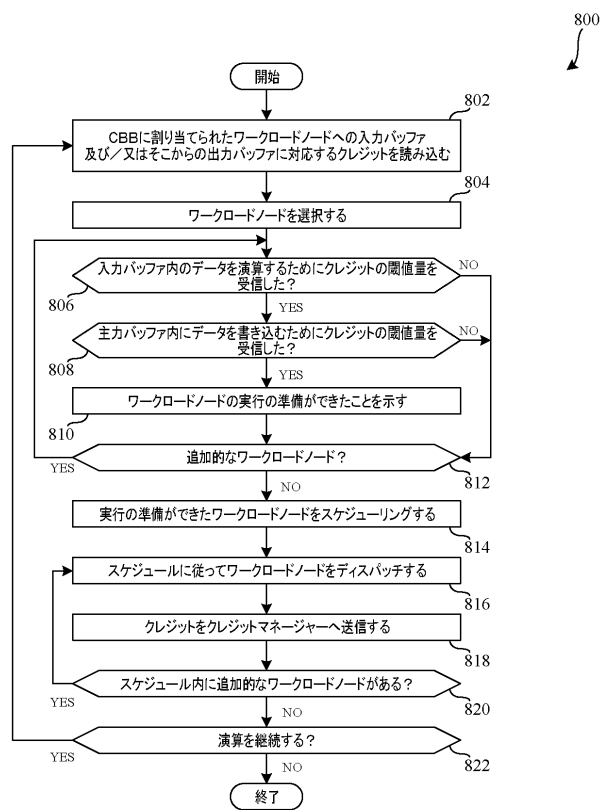 800
開始
802
CBBに割り当てられたワークロードノードへの入力バッファ
及び／又はそこからの出力バッファに対応するクレジットを読み込む
804
ワークロードノードを選択する
入力バッファ内のデータを演算するためにクレジットの閾値量を
受信した？
NO
806
YES
主力バッファ内にデータを書き込むためにクレジットの閾値量を
受信した？
NO
808
YES
ワークロードノードの実行の準備ができたことを示す
810
追加的なワークロードノード？
YES
812
NO
実行の準備ができたワークロードノードをスケジューリングする
814
スケジュールに従ってワークロードノードをディスパッチする
816
クレジットをクレジットマネージャーへ送信する
818
スケジュール内に追加的なワークロードノードがある？
YES
820
NO
演算を継続する？
YES
822
NO
終了